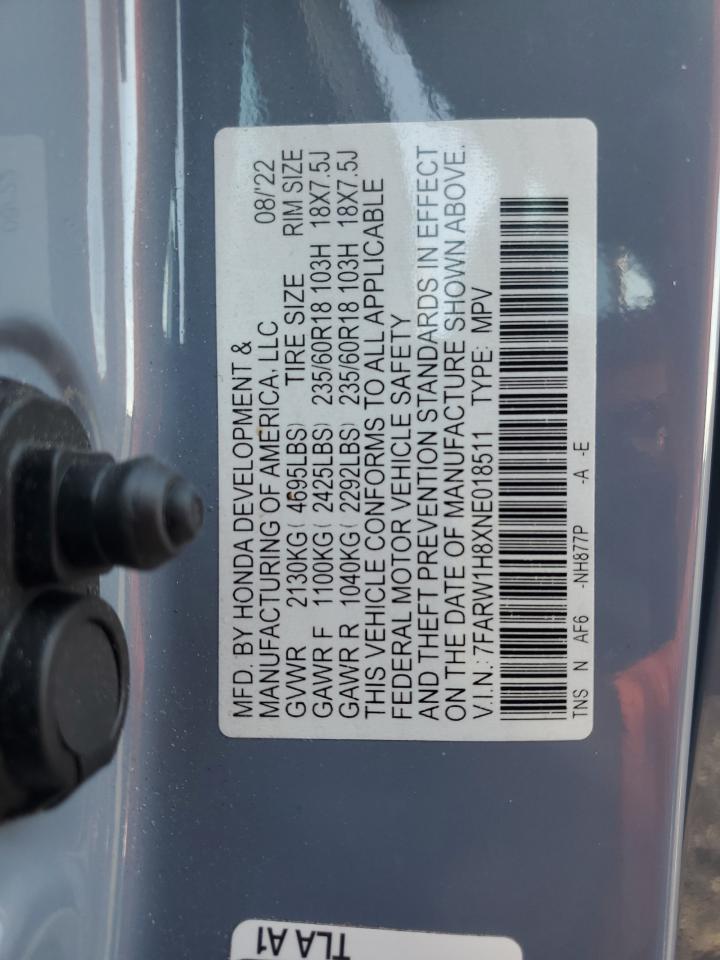 MFD. BY HONDA DEVELOPMENT &
MANUFACTURING OF AMERICA, LLC 08/'22
GVWR 2130KG( 4695LBS) TIRE SIZE RIM SIZE
GAWR F 1100KG( 2425LBS) 235/60R18 103H 18X7.5J
GAWR R 1040KG( 2292LBS) 235/60R18 103H 18X7.5J
THIS VEHICLE CONFORMS TO ALL APPLICABLE
FEDERAL MOTOR VEHICLE SAFETY
AND THEFT PREVENTION STANDARDS IN EFFECT
ON THE DATE OF MANUFACTURE SHOWN ABOVE.
V.I.N.: 7FARW1H8XNE018511 TYPE: MPV
TNS N AF6 -NH877P -A -E
TLA A1